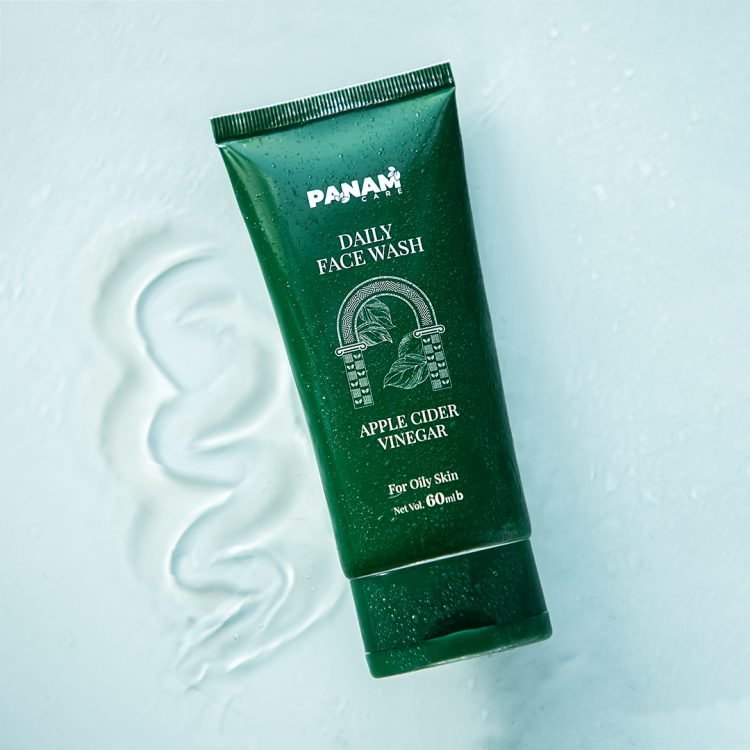 PANAM
CARE
DAILY
FACE WASH
APPLE CIDER
VINEGAR
For Oily Skin
Net Vol. 60ml b